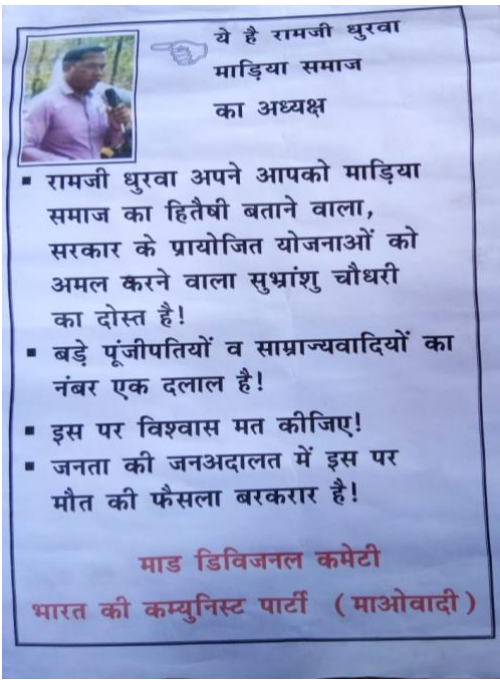 ये है रामजी धुरवा
माड़िया समाज
का अध्यक्ष
▪ रामजी धुरवा अपने आपको माड़िया
समाज का हितैषी बताने वाला,
सरकार के प्रायोजित योजनाओं को
अमल करने वाला सुभ्रांशु चौधरी
का दोस्त है!
▪ बड़े पूंजीपतियों व साम्राज्यवादियों का
नंबर एक दलाल है!
▪ इस पर विश्वास मत कीजिए!
▪ जनता की जनअदालत में इस पर
मौत की फैसला बरकरार है!
माड डिविजनल कमेटी
भारत की कम्युनिस्ट पार्टी (माओवादी)